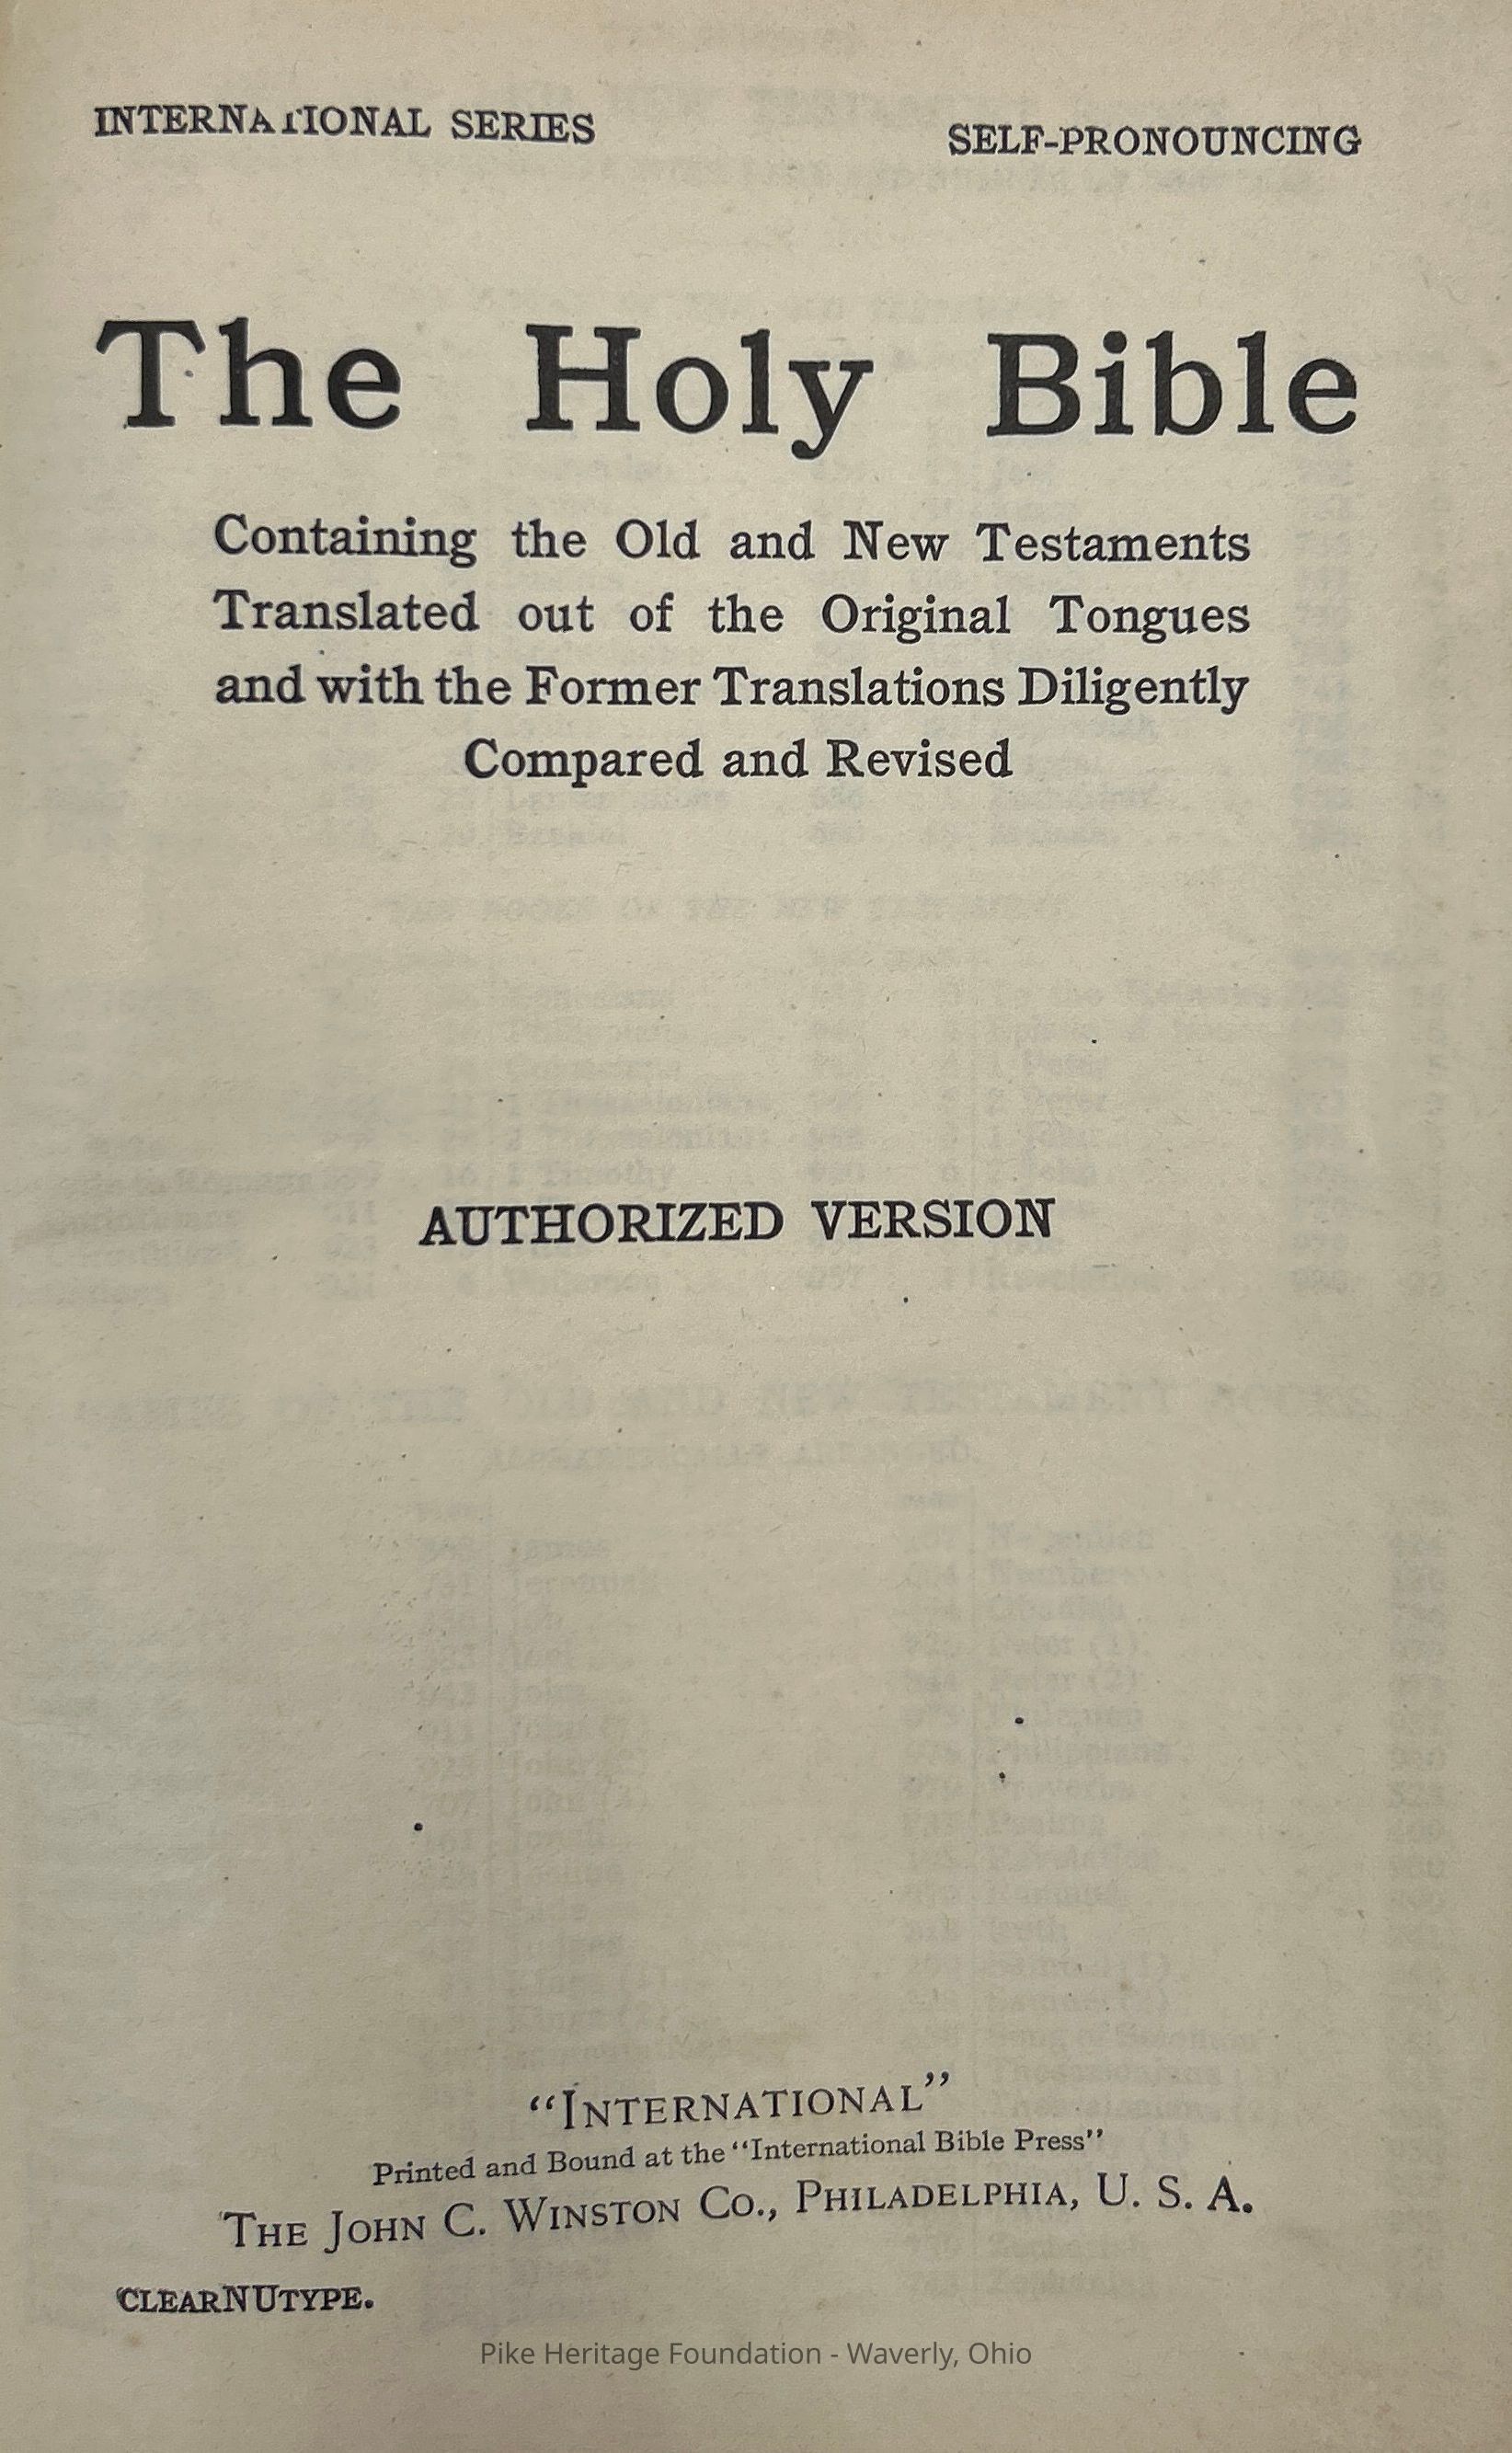 INTERNATIONAL SERIES SELF-PRONOUNCING
The Holy Bible
Containing the Old and New Testaments
Translated out of the Original Tongues
and with the Former Translations Diligently
Compared and Revised
AUTHORIZED VERSION
“INTERNATIONAL”
Printed and Bound at the “International Bible Press”
THE JOHN C. WINSTON CO., PHILADELPHIA, U. S. A.
CLEARNUTYPE.
Pike Heritage Foundation - Waverly, Ohio